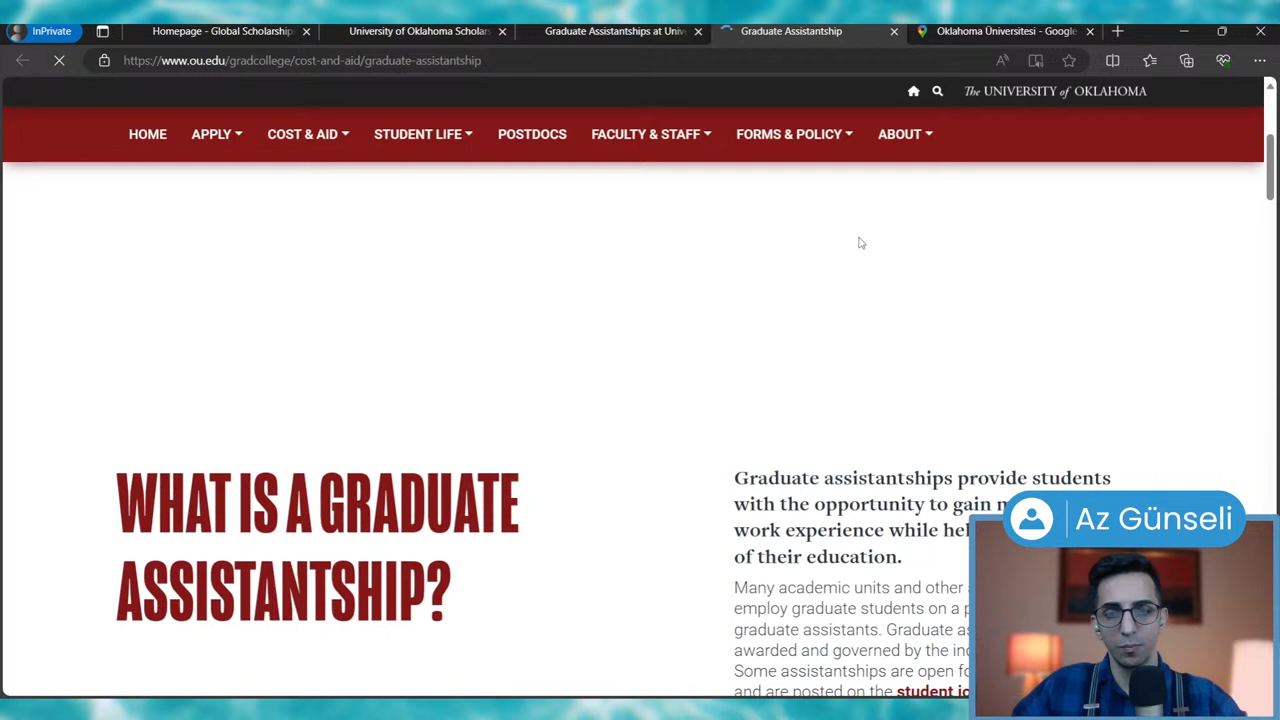 InPrivate
Homepage - Global Scholarship
University of Oklahoma Scholars
Graduate Assistantships at Univ
Graduate Assistantship
Oklahoma Üniversitesi - Google
https://www.ou.edu/gradcollege/cost-and-aid/graduate-assistantship
The UNIVERSITY of OKLAHOMA
HOME
APPLY
COST & AID
STUDENT LIFE
POSTDOCS
FACULTY & STAFF
FORMS & POLICY
ABOUT
WHAT IS A GRADUATE
ASSISTANTSHIP?
Graduate assistantships provide students
with the opportunity to gain
work experience while
of their education.
Many academic units and other
employ graduate students on a
graduate assistants. Graduate
awarded and governed by the
Some assistantships are open
and are posted on the student
Az Günseli